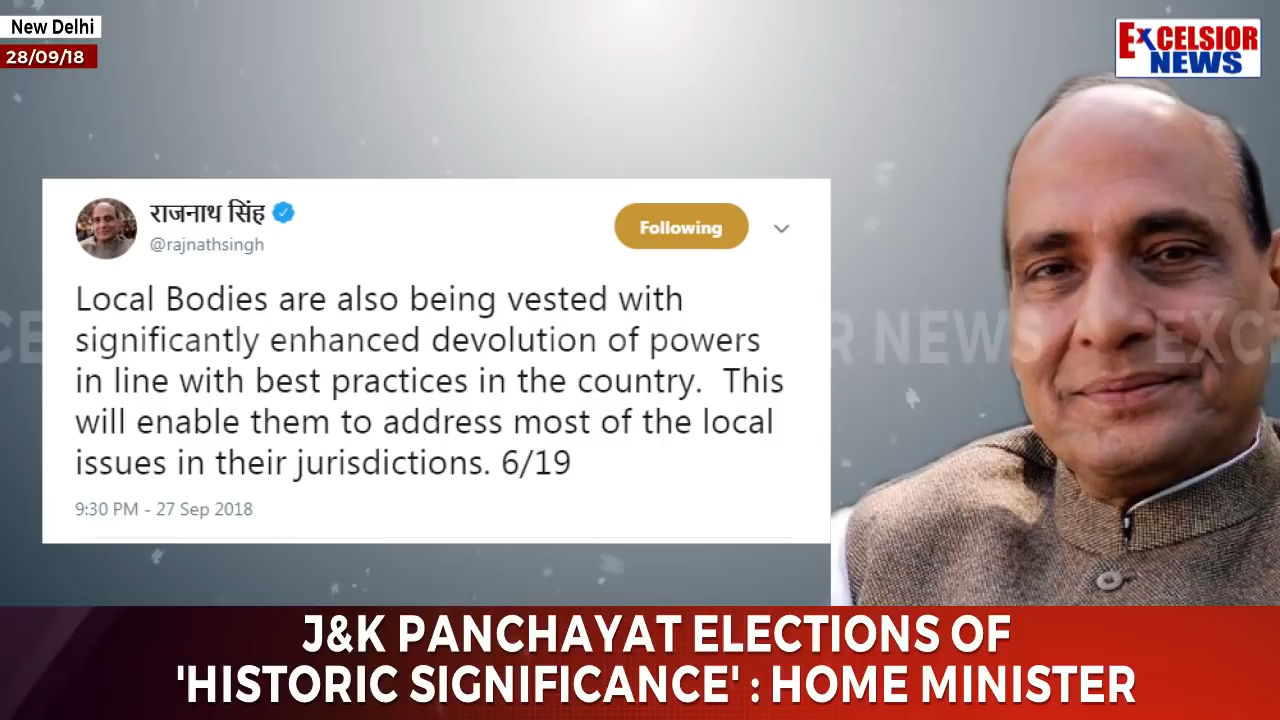 New Delhi
28/09/18
EXCELSIOR
NEWS
राजनाथ सिंह
@rajnathsingh
Following
Local Bodies are also being vested with
significantly enhanced devolution of powers
in line with best practices in the country. This
will enable them to address most of the local
issues in their jurisdictions. 6/19
9:30 PM - 27 Sep 2018
CE
R NEWS
EXC
J&K PANCHAYAT ELECTIONS OF
'HISTORIC SIGNIFICANCE' : HOME MINISTER